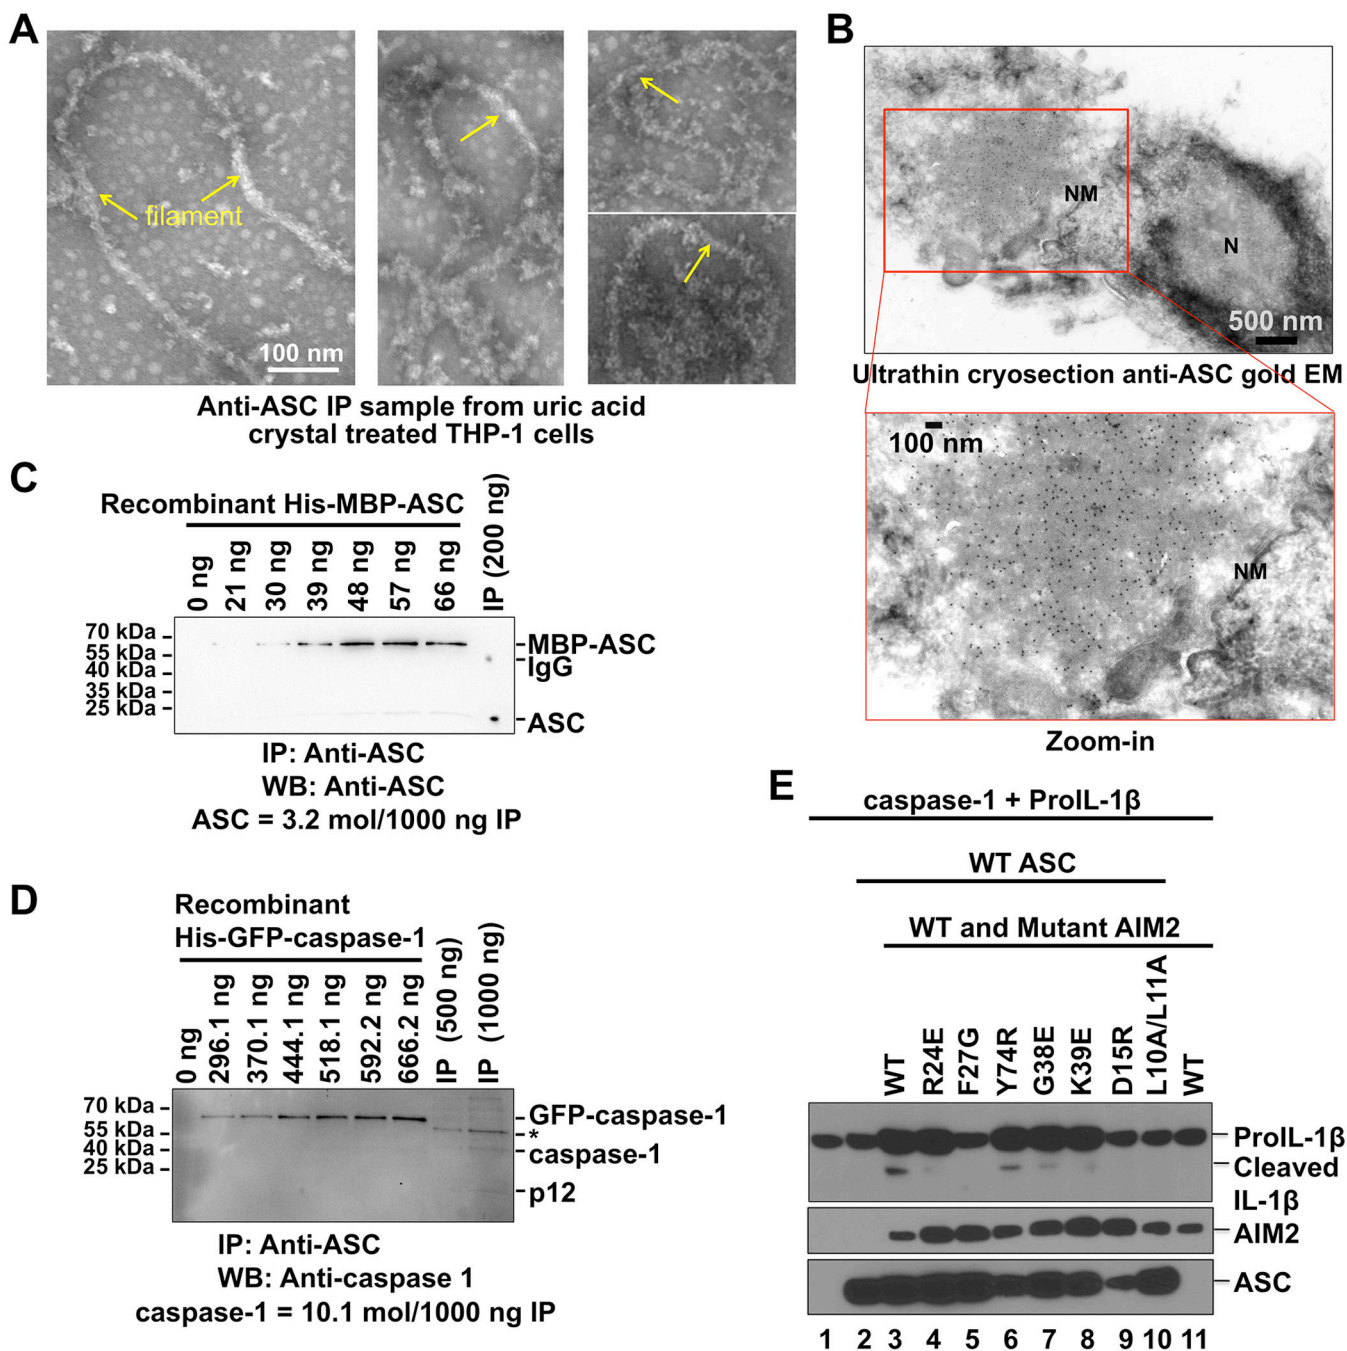 A
filament
100 nm
Anti-ASC IP sample from uric acid
crystal treated THP-1 cells
B
NM
N
500 nm
Ultrathin cryosection anti-ASC gold EM
100 nm
NM
Zoom-in
C
Recombinant His-MBP-ASC
0 ng
21 ng
30 ng
39 ng
48 ng
57 ng
66 ng
IP (200 ng)
70 kDa
55 kDa
40 kDa
35 kDa
25 kDa
MBP-ASC
IgG
ASC
IP: Anti-ASC
WB: Anti-ASC
ASC = 3.2 mol/1000 ng IP
D
Recombinant
His-GFP-caspase-1
0 ng
296.1 ng
370.1 ng
444.1 ng
518.1 ng
592.2 ng
666.2 ng
IP (500 ng)
IP (1000 ng)
70 kDa
55 kDa
40 kDa
25 kDa
GFP-caspase-1
*
caspase-1
p12
IP: Anti-ASC
WB: Anti-caspase 1
caspase-1 = 10.1 mol/1000 ng IP
E
caspase-1 + ProIL-1β
WT ASC
WT and Mutant AIM2
WT
R24E
F27G
Y74R
G38E
K39E
D15R
L10A/L11A
WT
ProIL-1β
Cleaved
IL-1β
AIM2
ASC
1 2 3 4 5 6 7 8 9 10 11